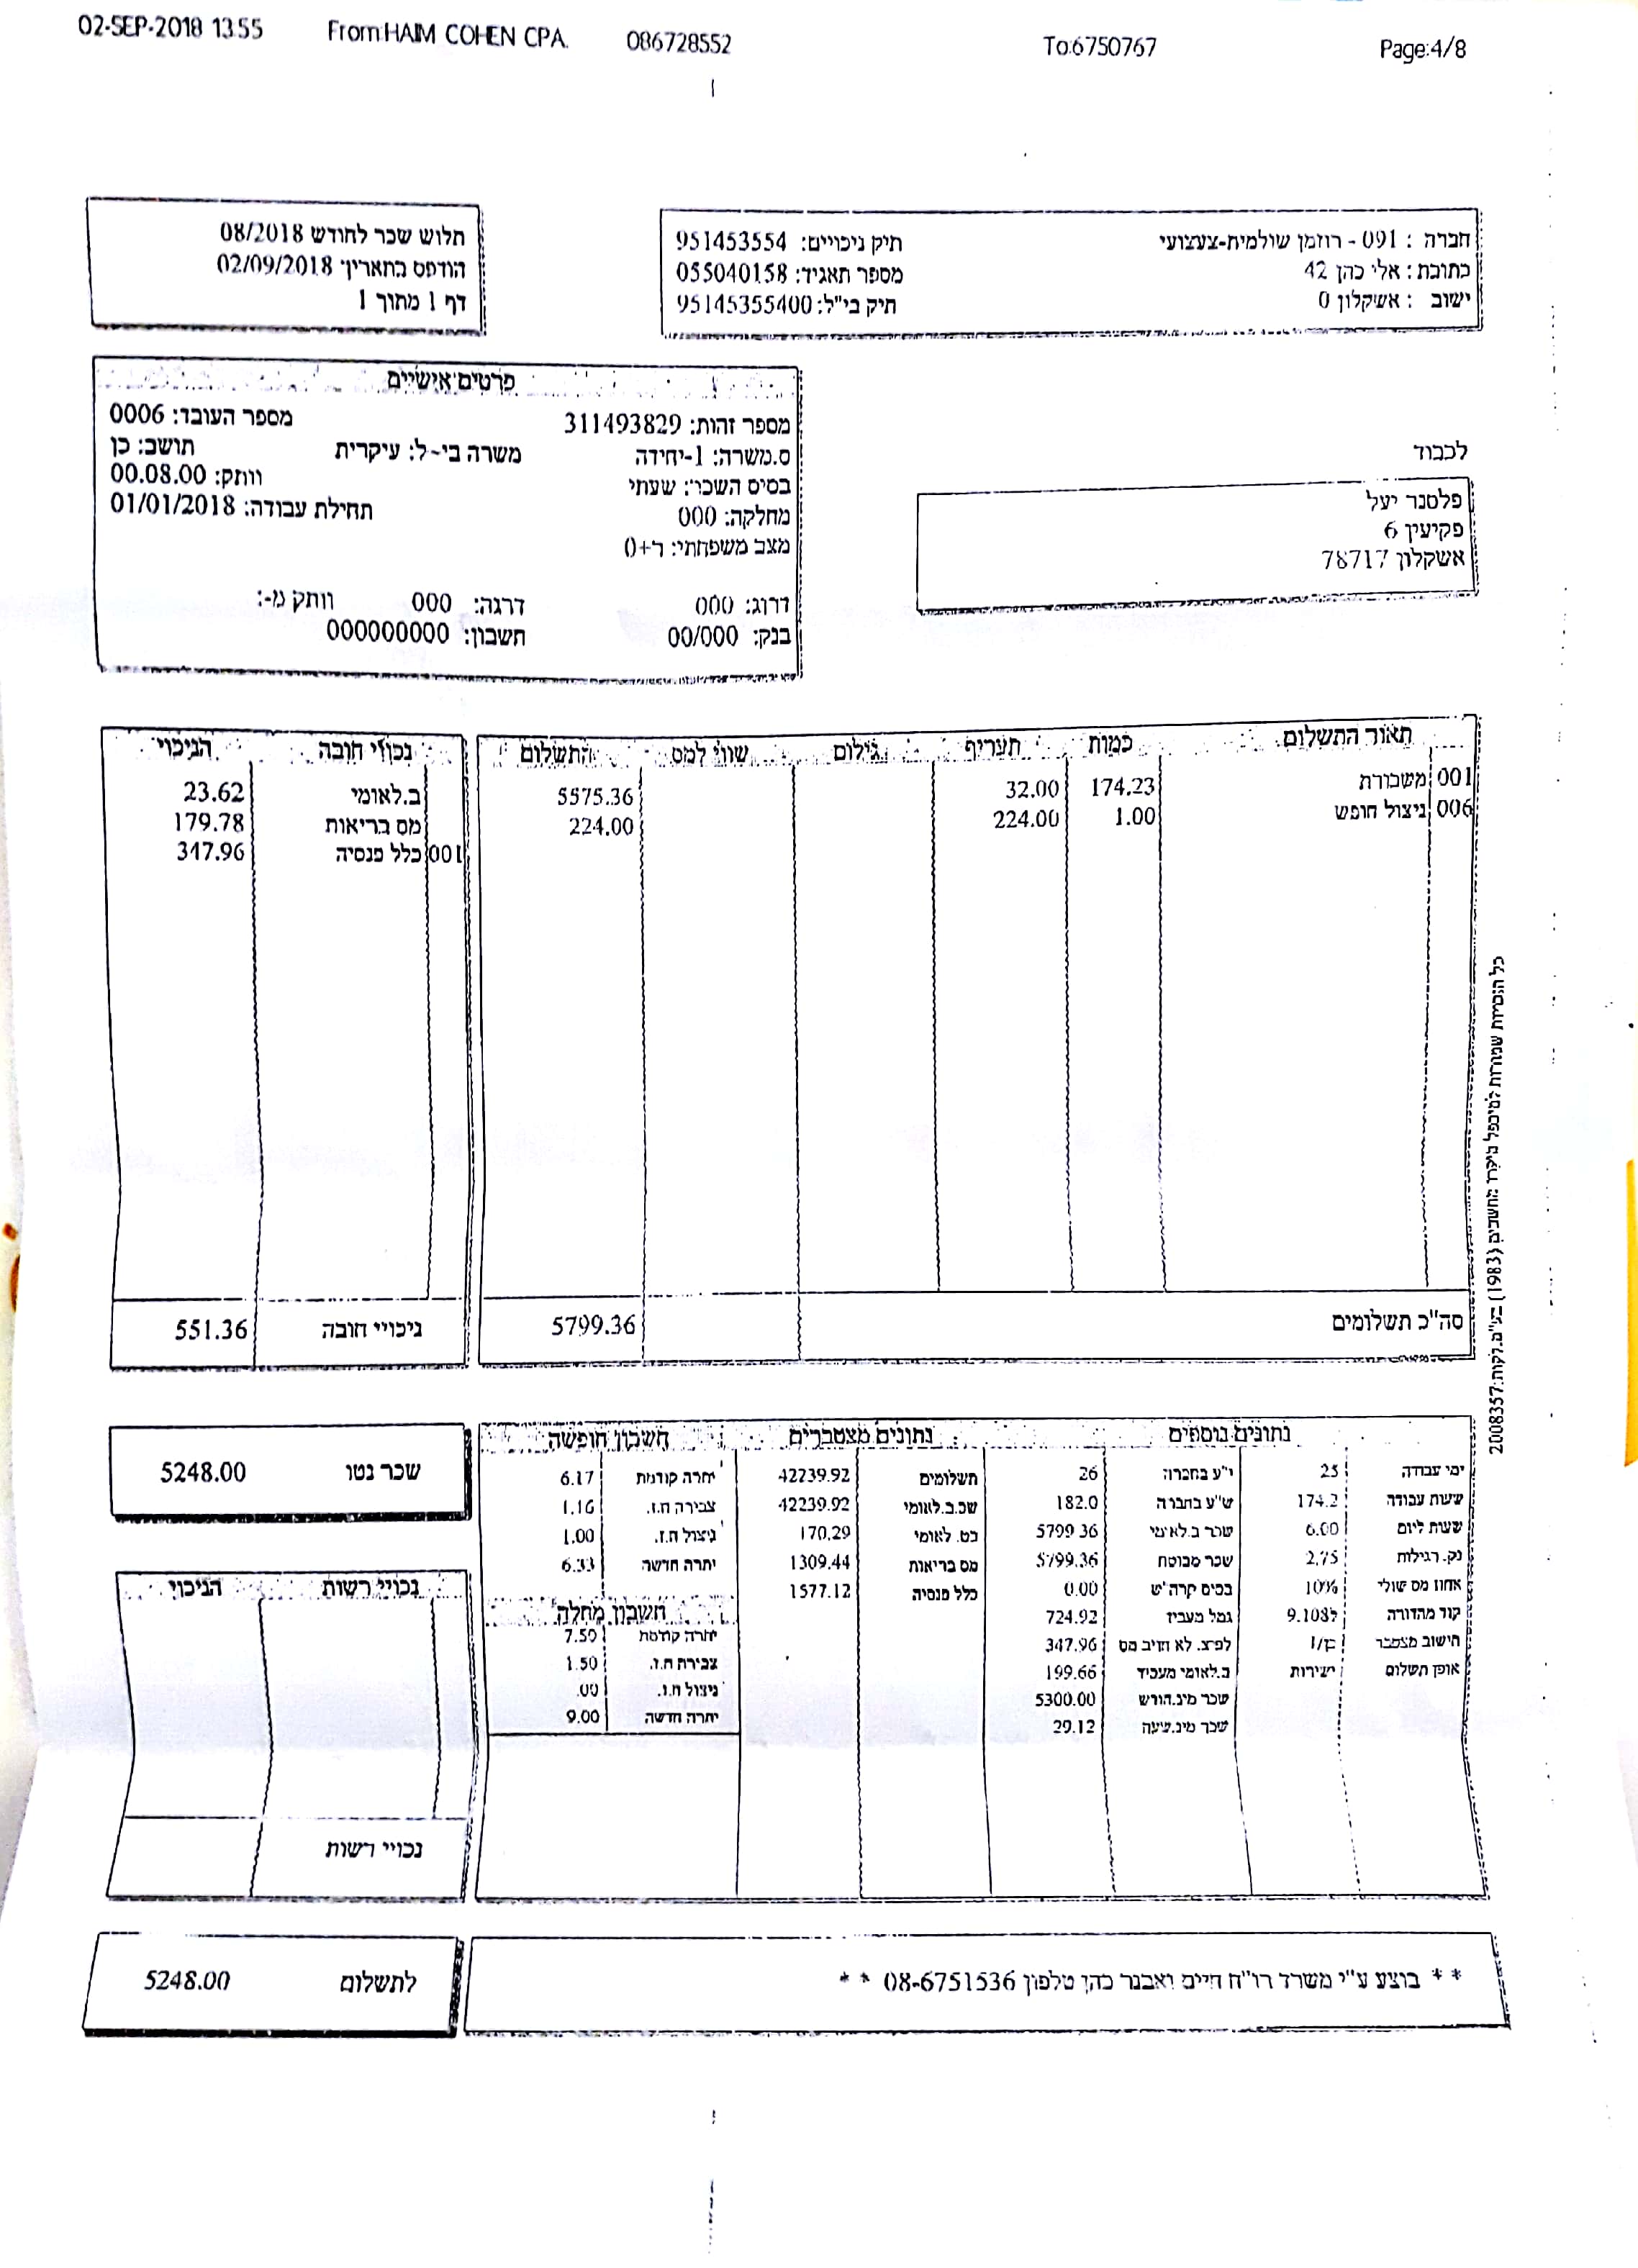 02-SEP-2018 13:55 From:HAIM COHEN CPA. 086728552 To:6750767 Page:4/8
חברה : 091 - רוזמן שולמית-צעצועי
כתובת : אלי כהן 42
ישוב : אשקלון 0
תיק ניכויים: 951453554
מספר תאגיד: 055040158
תיק בי"ל: 95145355400
תלוש שכר לחודש 08/2018
הודפס בתאריך 02/09/2018
דף 1 מתוך 1
לכבוד
פלסנר יעל
פקיעין 6
אשקלון 78717
פרטים אישיים
מספר זהות: 311493829 מספר העובד: 0006
ס.משרה: 1-יחידה משרה בי-ל: עיקרית תושב: כן
בסיס השכר: שעתי וותק: 00.08.00
מחלקה: 000 תחילת עבודה: 01/01/2018
מצב משפחתי: ר+0
דרוג: 000 דרגה: 000 וותק מ-:
בנק: 00/000 חשבון: 000000000
תאור התשלום כמות תעריף גילום שווי למס התשלום
001 משכורת 174.23 32.00 5575.36
006 ניצול חופש 1.00 224.00 224.00
סה"כ תשלומים 5799.36
נכויי חובה הניכוי
ב.לאומי 23.62
מס בריאות 179.78
001 כלל פנסיה 347.96
ניכויי חובה 551.36
נתונים נוספים
ימי עבודה 25 י"ע בחברה 26
שעות עבודה 174.2 ש"ע בחברה 182.0
שעות ליום 6.00 שכר ב.לאומי 5799.36
נק. רגילות 2.75 שכר מבוטח 5799.36
אחוז מס שולי 10% בסיס קרה"ש 0.00
קוד מהדורה 9.108ל גמל מעביד 724.92
חישוב מצטבר לפ.צ. לא חויב מס 347.96
אופן תשלום ישירות ב.לאומי מעביד 199.66
שכר מינ.חודש 5300.00
שכר מינ.שעה 29.12
נתונים מצטברים
תשלומים 42239.92
שכ.ב.לאומי 42239.92
בט. לאומי 170.29
מס בריאות 1309.44
כלל פנסיה 1577.12
חשבון חופשה
יתרה קודמת 6.17
צבירה ח.ז. 1.16
ניצול ח.ז. 1.00
יתרה חדשה 6.33
חשבון מחלה
יתרה קודמת 7.50
צבירת ח.ז. 1.50
ניצול ח.ז. .00
יתרה חדשה 9.00
שכר נטו 5248.00
נכויי רשות הניכוי
נכויי רשות
** בוצע ע"י משרד רו"ח חיים ואבנר כהן טלפון 08-6751536 **
לתשלום 5248.00